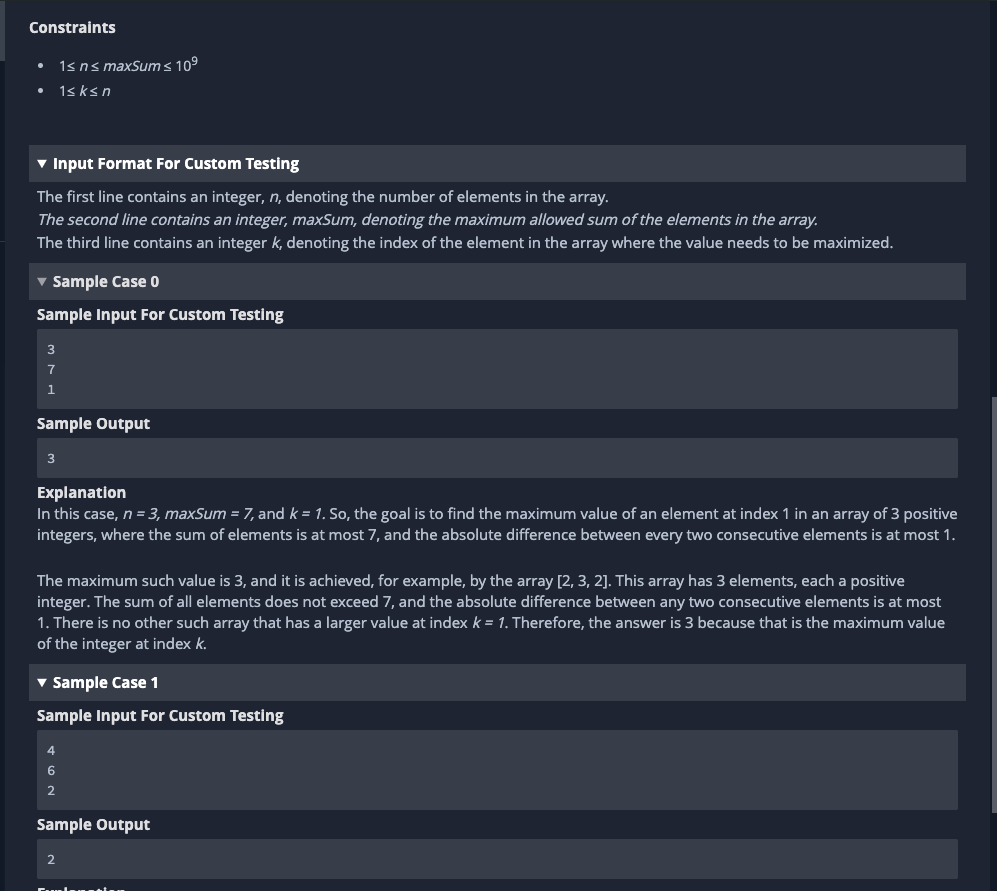 Constraints
• 1≤ n ≤ maxSum ≤ 10⁹
• 1≤ k ≤ n
▼ Input Format For Custom Testing
The first line contains an integer, n, denoting the number of elements in the array.
The second line contains an integer, maxSum, denoting the maximum allowed sum of the elements in the array.
The third line contains an integer k, denoting the index of the element in the array where the value needs to be maximized.
▼ Sample Case 0
Sample Input For Custom Testing
3
7
1
Sample Output
3
Explanation
In this case, n = 3, maxSum = 7, and k = 1. So, the goal is to find the maximum value of an element at index 1 in an array of 3 positive
integers, where the sum of elements is at most 7, and the absolute difference between every two consecutive elements is at most 1.
The maximum such value is 3, and it is achieved, for example, by the array [2, 3, 2]. This array has 3 elements, each a positive
integer. The sum of all elements does not exceed 7, and the absolute difference between any two consecutive elements is at most
1. There is no other such array that has a larger value at index k = 1. Therefore, the answer is 3 because that is the maximum value
of the integer at index k.
▼ Sample Case 1
Sample Input For Custom Testing
4
6
2
Sample Output
2